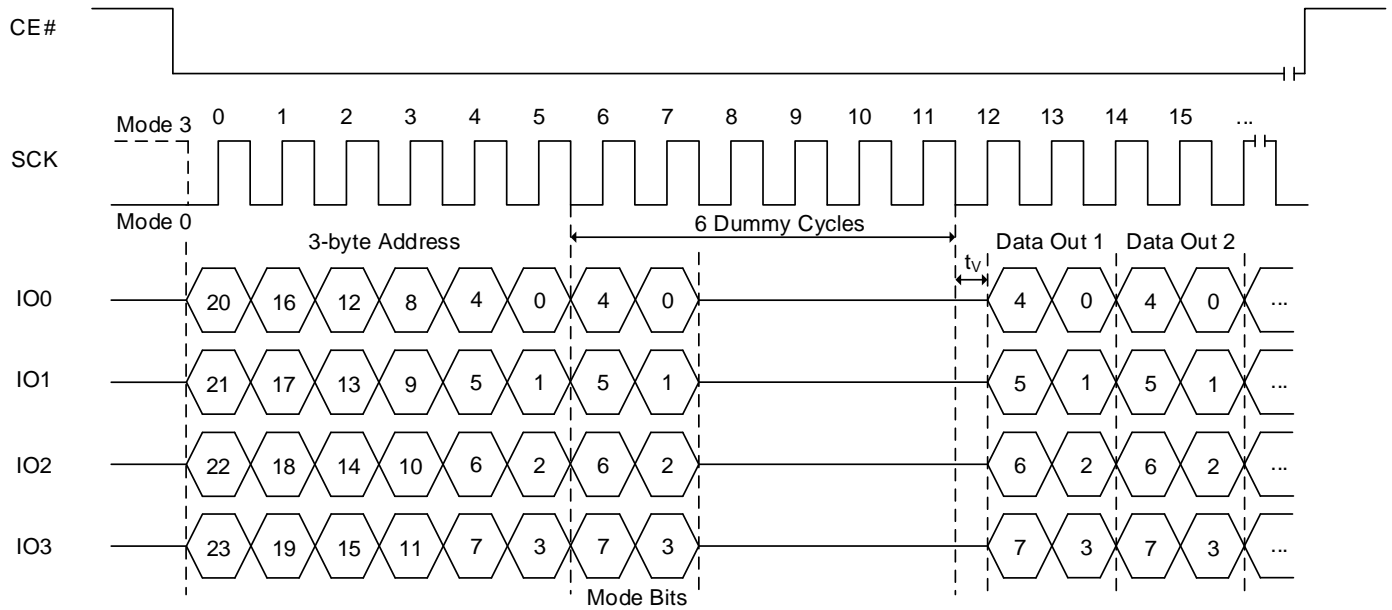 CE#
0 1 2 3 4 5 6 7 8 9 10 11 12 13 14 15 ...
Mode 3
SCK
Mode 0
6 Dummy Cycles
3-byte Address
Data Out 1 Data Out 2
tV
IO0 20 16 12 8 4 0 4 0 4 0 4 0 ...
IO1 21 17 13 9 5 1 5 1 5 1 5 1 ...
IO2 22 18 14 10 6 2 6 2 6 2 6 2 ...
IO3 23 19 15 11 7 3 7 3 7 3 7 3 ...
Mode Bits